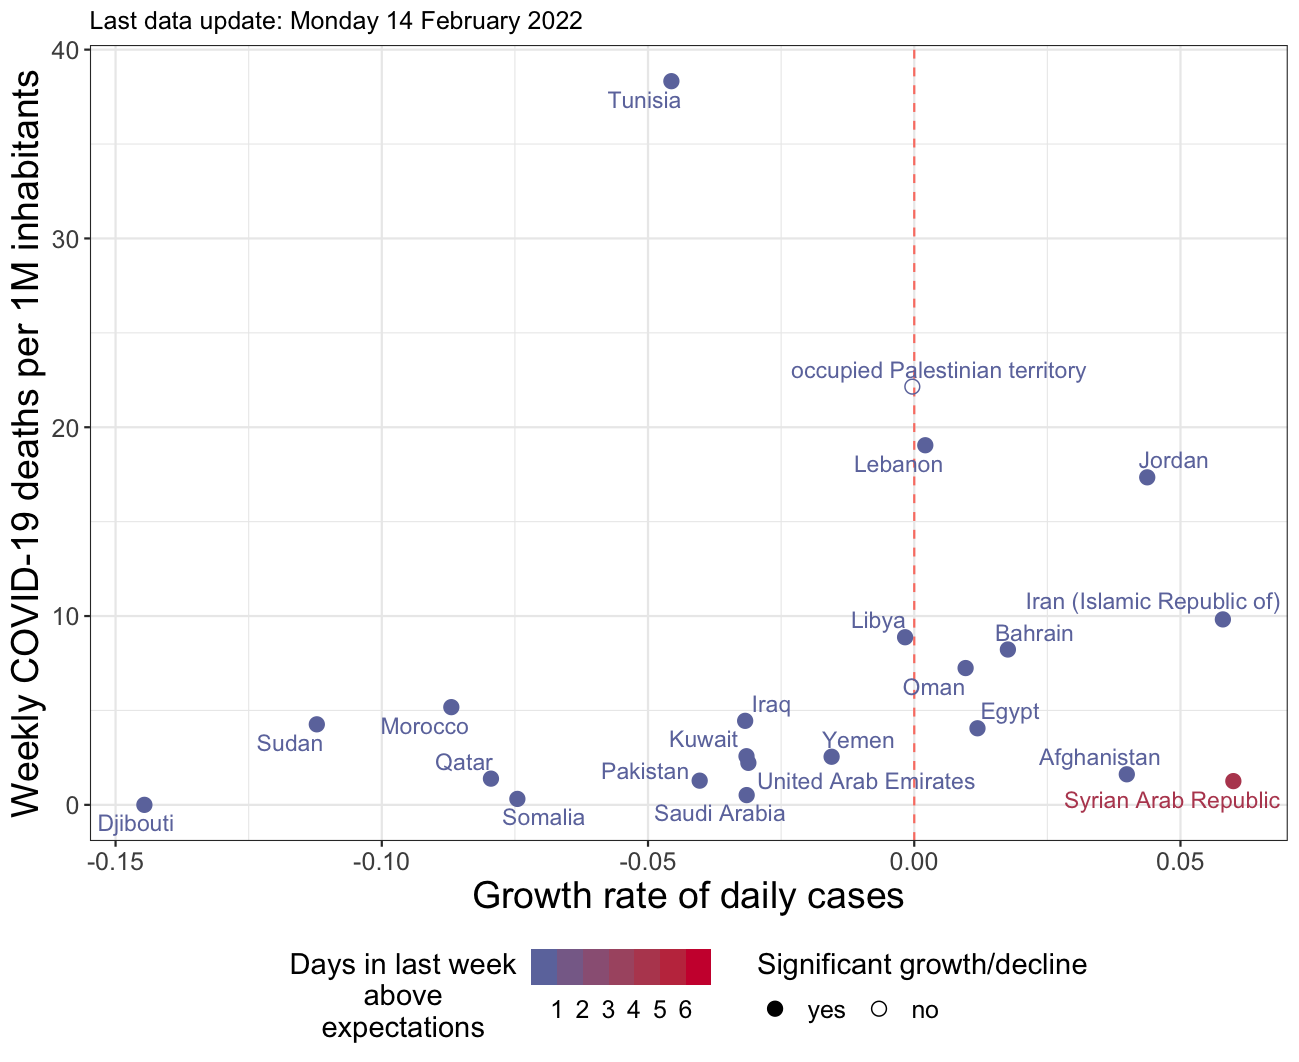 Last data update: Monday 14 February 2022
Weekly COVID-19 deaths per 1M inhabitants
40
30
20
10
0
Tunisia
occupied Palestinian territory
Lebanon
Jordan
Iran (Islamic Republic of)
Libya
Bahrain
Oman
Iraq
Egypt
Morocco
Sudan
Kuwait
Yemen
Qatar
Pakistan
Afghanistan
United Arab Emirates
Syrian Arab Republic
Somalia
Saudi Arabia
Djibouti
-0.15 -0.10 -0.05 0.00 0.05
Growth rate of daily cases
Days in last week
above
expectations
1 2 3 4 5 6
Significant growth/decline
yes no